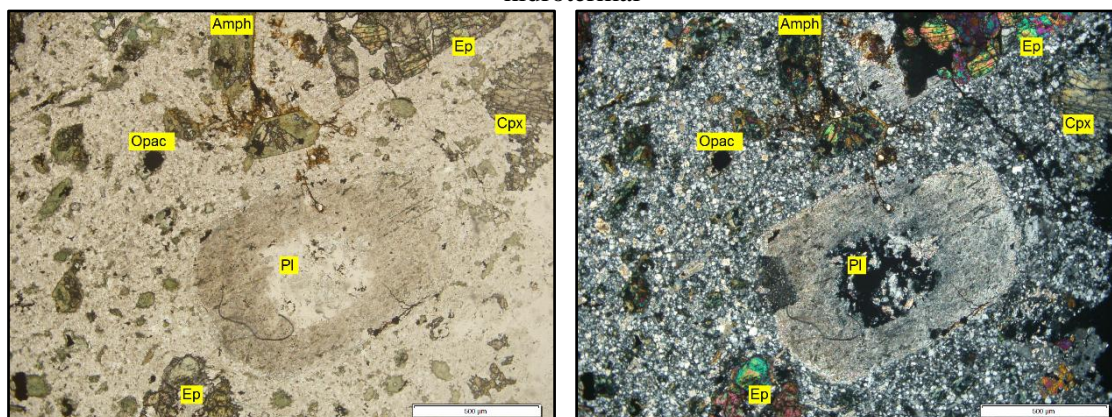 hidrotermal
Amph
Ep
Cpx
Opac
Pl
Ep
500 µm
Amph
Ep
Cpx
Opac
Pl
Ep
500 µm